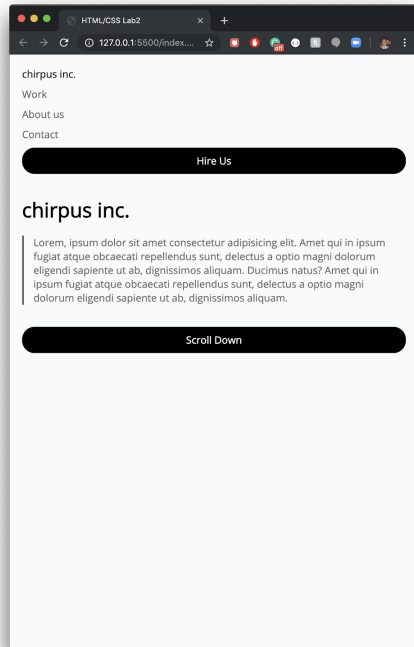 HTML/CSS Lab2
127.0.0.1:5500/index....
off
chirpus inc.
Work
About us
Contact
Hire Us
chirpus inc.
Lorem, ipsum dolor sit amet consectetur adipisicing elit. Amet qui in ipsum
fugiat atque obcaecati repellendus sunt, delectus a optio magni dolorum
eligendi sapiente ut ab, dignissimos aliquam. Ducimus natus? Amet qui in
ipsum fugiat atque obcaecati repellendus sunt, delectus a optio magni
dolorum eligendi sapiente ut ab, dignissimos aliquam.
Scroll Down